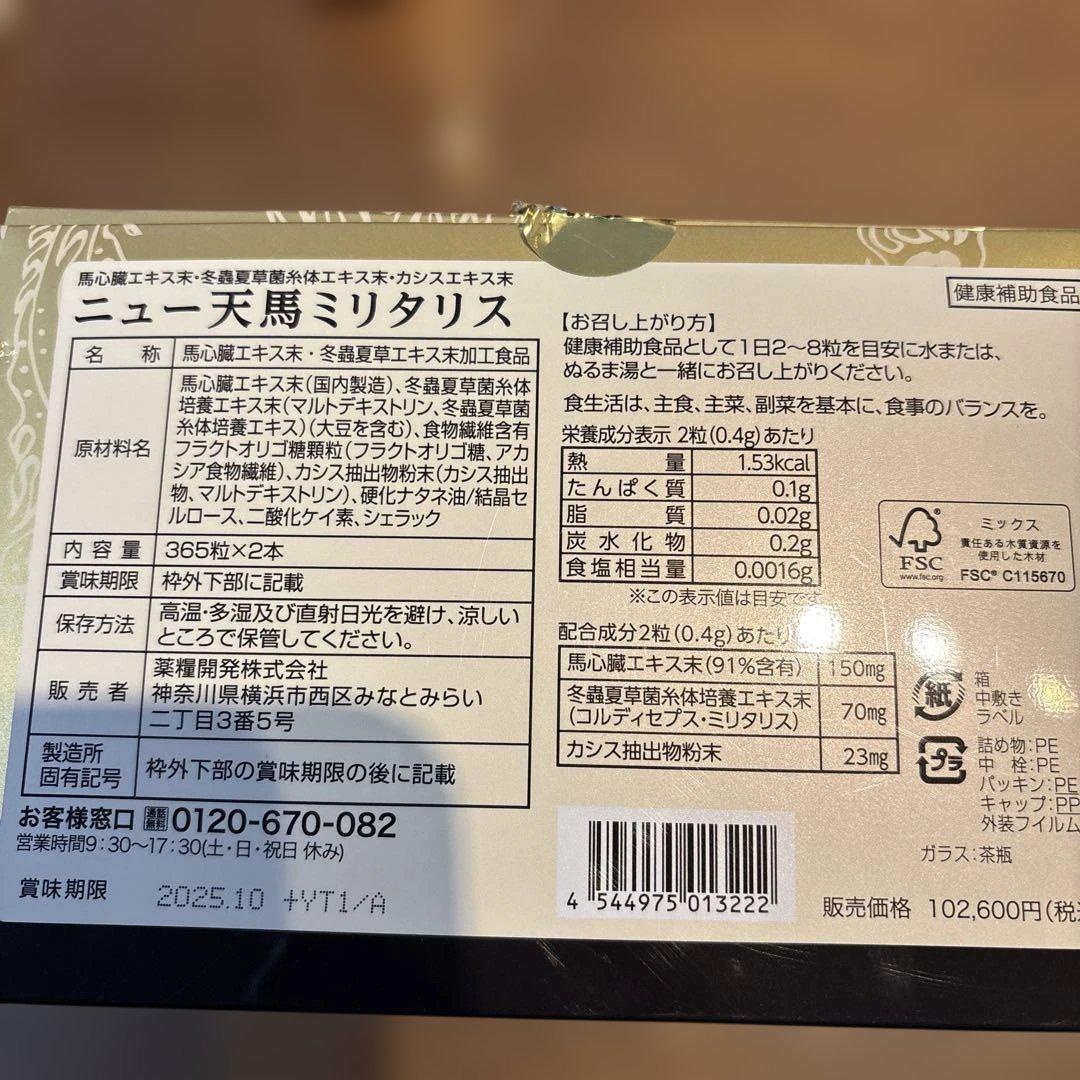 馬心臓エキス末・冬蟲夏草菌糸体エキス末・カシスエキス末
ニュー天馬ミリタリス
健康補助食品
名 称 馬心臓エキス末・冬蟲夏草エキス末加工食品
原材料名
馬心臓エキス末(国内製造)、冬蟲夏草菌糸体
培養エキス末(マルトデキストリン、冬蟲夏草菌
糸体培養エキス)(大豆を含む)、食物繊維含有
フラクトオリゴ糖顆粒(フラクトオリゴ糖、アカ
シア食物繊維)、カシス抽出物粉末(カシス抽出
物、マルトデキストリン)、硬化ナタネ油/結晶セ
ルロース、二酸化ケイ素、シェラック
内容量 365粒×2本
賞味期限 枠外下部に記載
保存方法
高温・多湿及び直射日光を避け、涼しい
ところで保管してください。
販売者
薬糧開発株式会社
神奈川県横浜市西区みなとみらい
二丁目3番5号
製造所
固有記号
枠外下部の賞味期限の後に記載
お客様窓口 通話無料 0120-670-082
営業時間9:30〜17:30(土・日・祝日 休み)
賞味期限 2025.10 +YT1/A
【お召し上がり方】
健康補助食品として1日2〜8粒を目安に水または、
ぬるま湯と一緒にお召し上がりください。
食生活は、主食、主菜、副菜を基本に、食事のバランスを。
栄養成分表示 2粒(0.4g)あたり
熱量 1.53kcal
たんぱく質 0.1g
脂質 0.02g
炭水化物 0.2g
食塩相当量 0.0016g
※この表示値は目安です
配合成分2粒(0.4g)あたり
馬心臓エキス末(91%含有) 150mg
冬蟲夏草菌糸体培養エキス末
(コルディセプス・ミリタリス) 70mg
カシス抽出物粉末 23mg
FSC
www.fsc.org
ミックス
責任ある木質資源を
使用した木材
FSC® C115670
紙
箱
中敷き
ラベル
プラ
詰め物:PE
中 栓:PE
パッキン:PE
キャップ:PP
外装フイルム
ガラス:茶瓶
4 544975 013222
販売価格 102,600円(税込